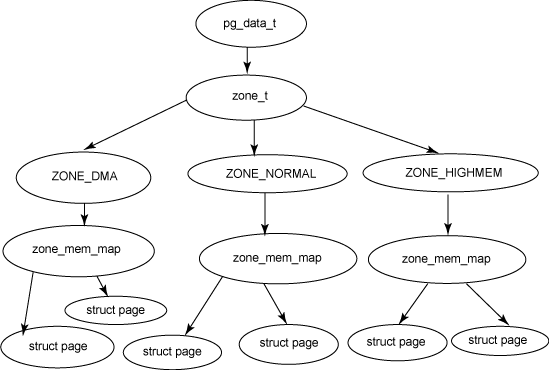 pg_data_t
zone_t
ZONE_DMA
ZONE_NORMAL
ZONE_HIGHMEM
zone_mem_map
zone_mem_map
zone_mem_map
struct page
struct page
struct page
struct page
struct page
struct page